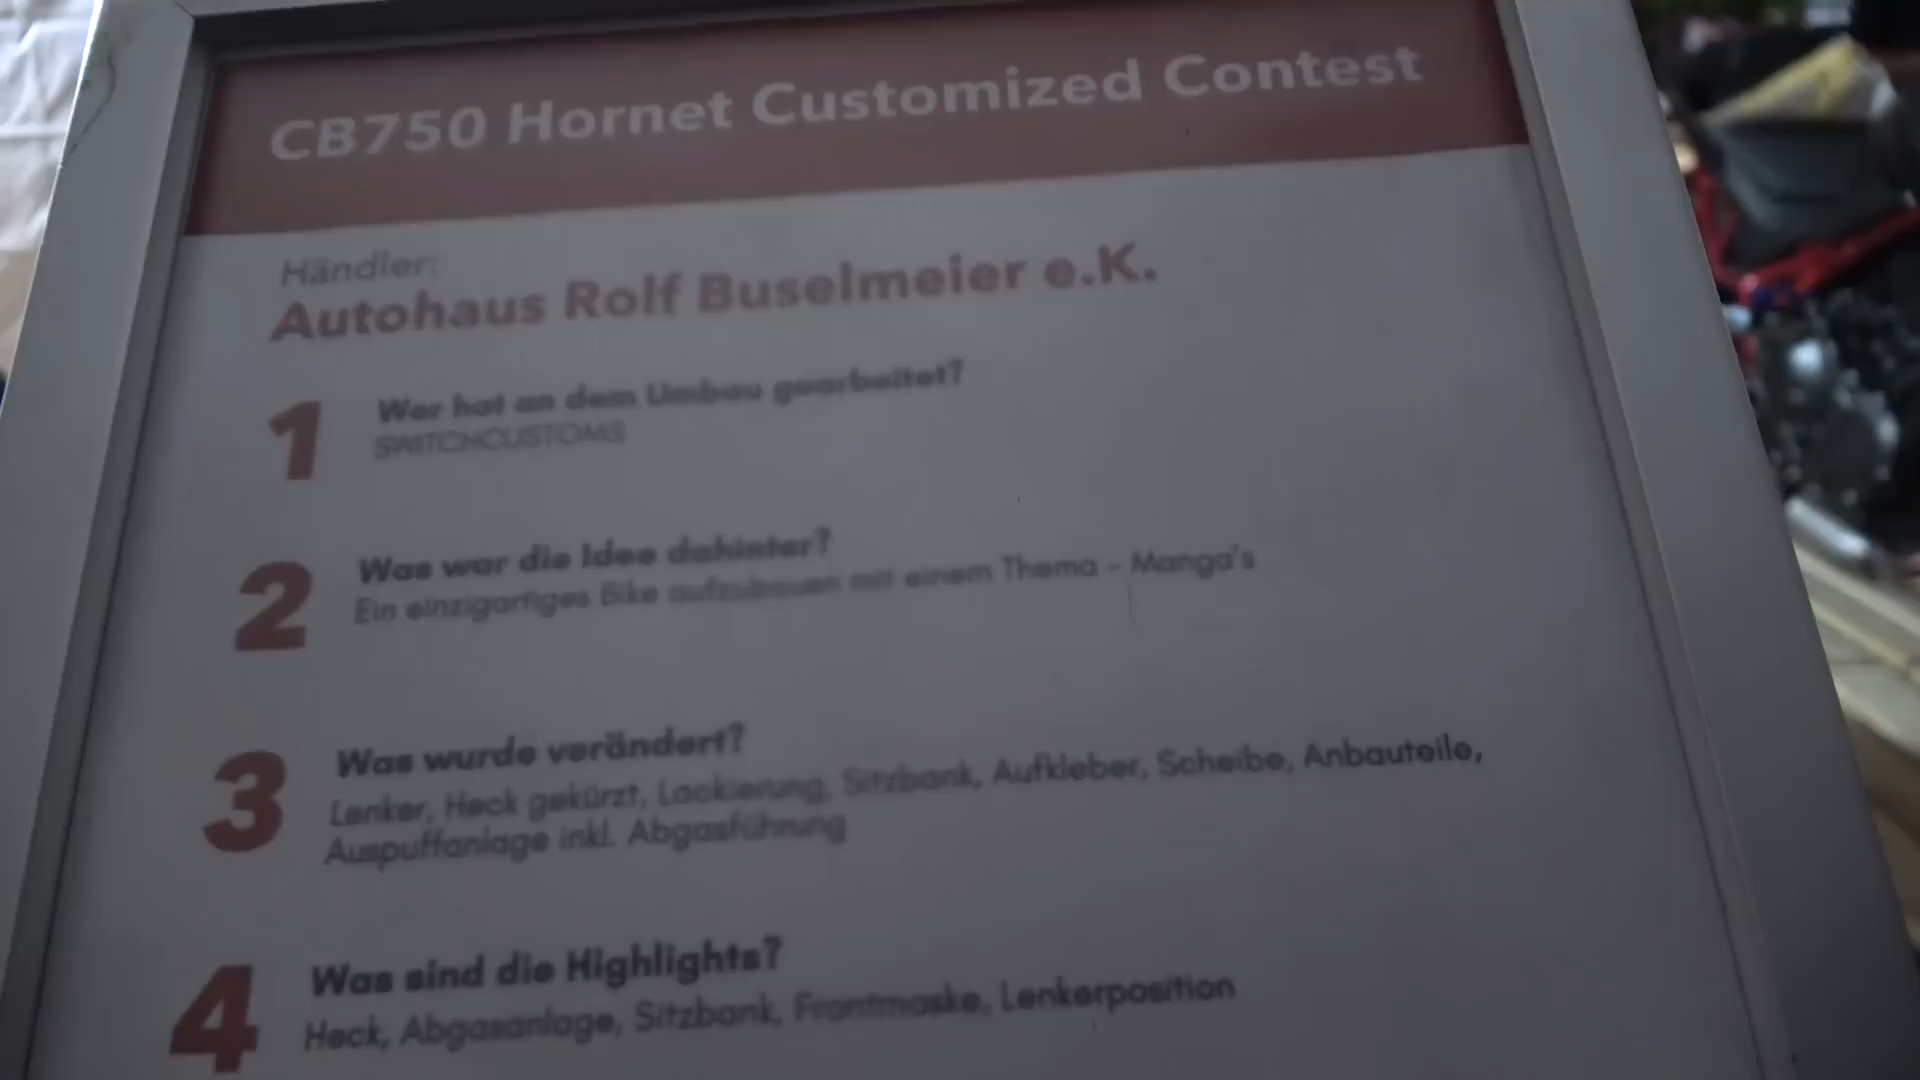 CB750 Hornet Customized Contest
Händler:
Autohaus Rolf Buselmeier e.K.
1
Wer hat an dem Umbau gearbeitet?
SWITCHCUSTOMS
2
Was war die Idee dahinter?
Ein einzigartiges Bike aufzubauen mit einem Thema - Manga's
3
Was wurde verändert?
Lenker, Heck gekürzt, Lackierung, Sitzbank, Aufkleber, Scheibe, Anbauteile,
Auspuffanlage inkl. Abgasführung
4
Was sind die Highlights?
Heck, Abgasanlage, Sitzbank, Frontmaske, Lenkerposition